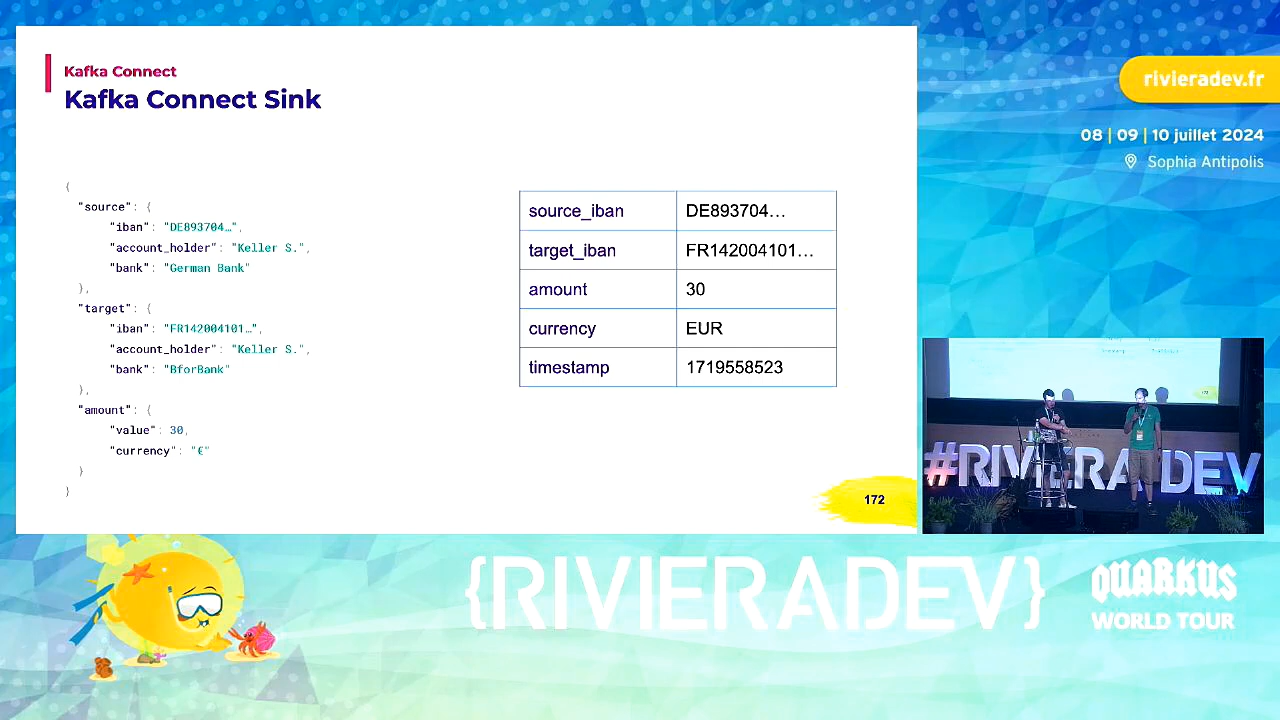 Kafka Connect
Kafka Connect Sink
{
"source": {
"iban": "DE893704…",
"account_holder": "Keller S.",
"bank": "German Bank"
},
"target": {
"iban": "FR142004101…",
"account_holder": "Keller S.",
"bank": "BforBank"
},
"amount": {
"value": 30,
"currency": "€"
}
}
source_iban DE893704…
target_iban FR142004101…
amount 30
currency EUR
timestamp 1719558523
172
rivieradev.fr
08 | 09 | 10 juillet 2024
Sophia Antipolis
#RIVIERA DEV
{RIVIERADEV}
QUARKUS
WORLD TOUR